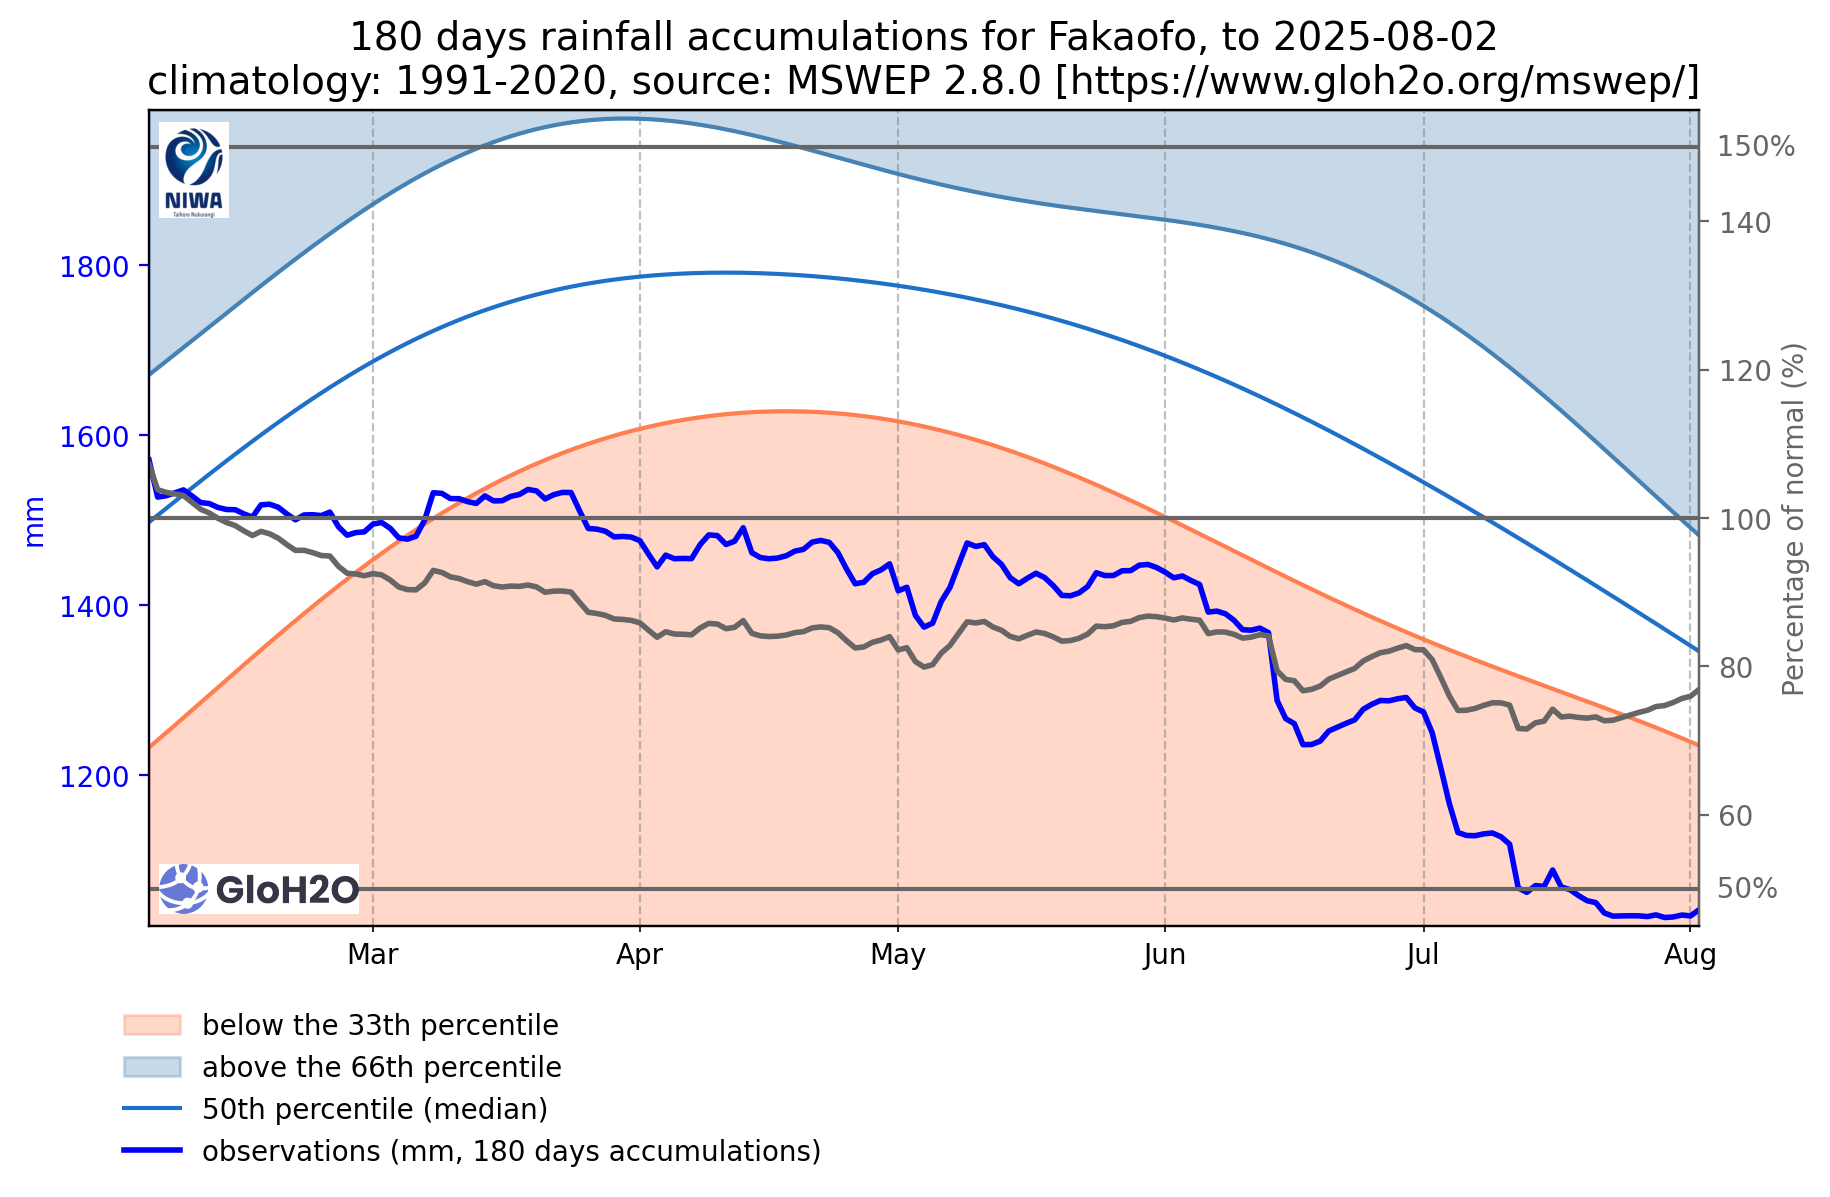 180 days rainfall accumulations for Fakaofo, to 2025-08-02
climatology: 1991-2020, source: MSWEP 2.8.0 [https://www.gloh2o.org/mswep/]
NIWA
Taihoro Nukurangi
150%
140
1800
120
1600
mm
100
Percentage of normal (%)
1400
80
1200
60
GloH2O
50%
Mar
Apr
May
Jun
Jul
Aug
below the 33th percentile
above the 66th percentile
50th percentile (median)
observations (mm, 180 days accumulations)